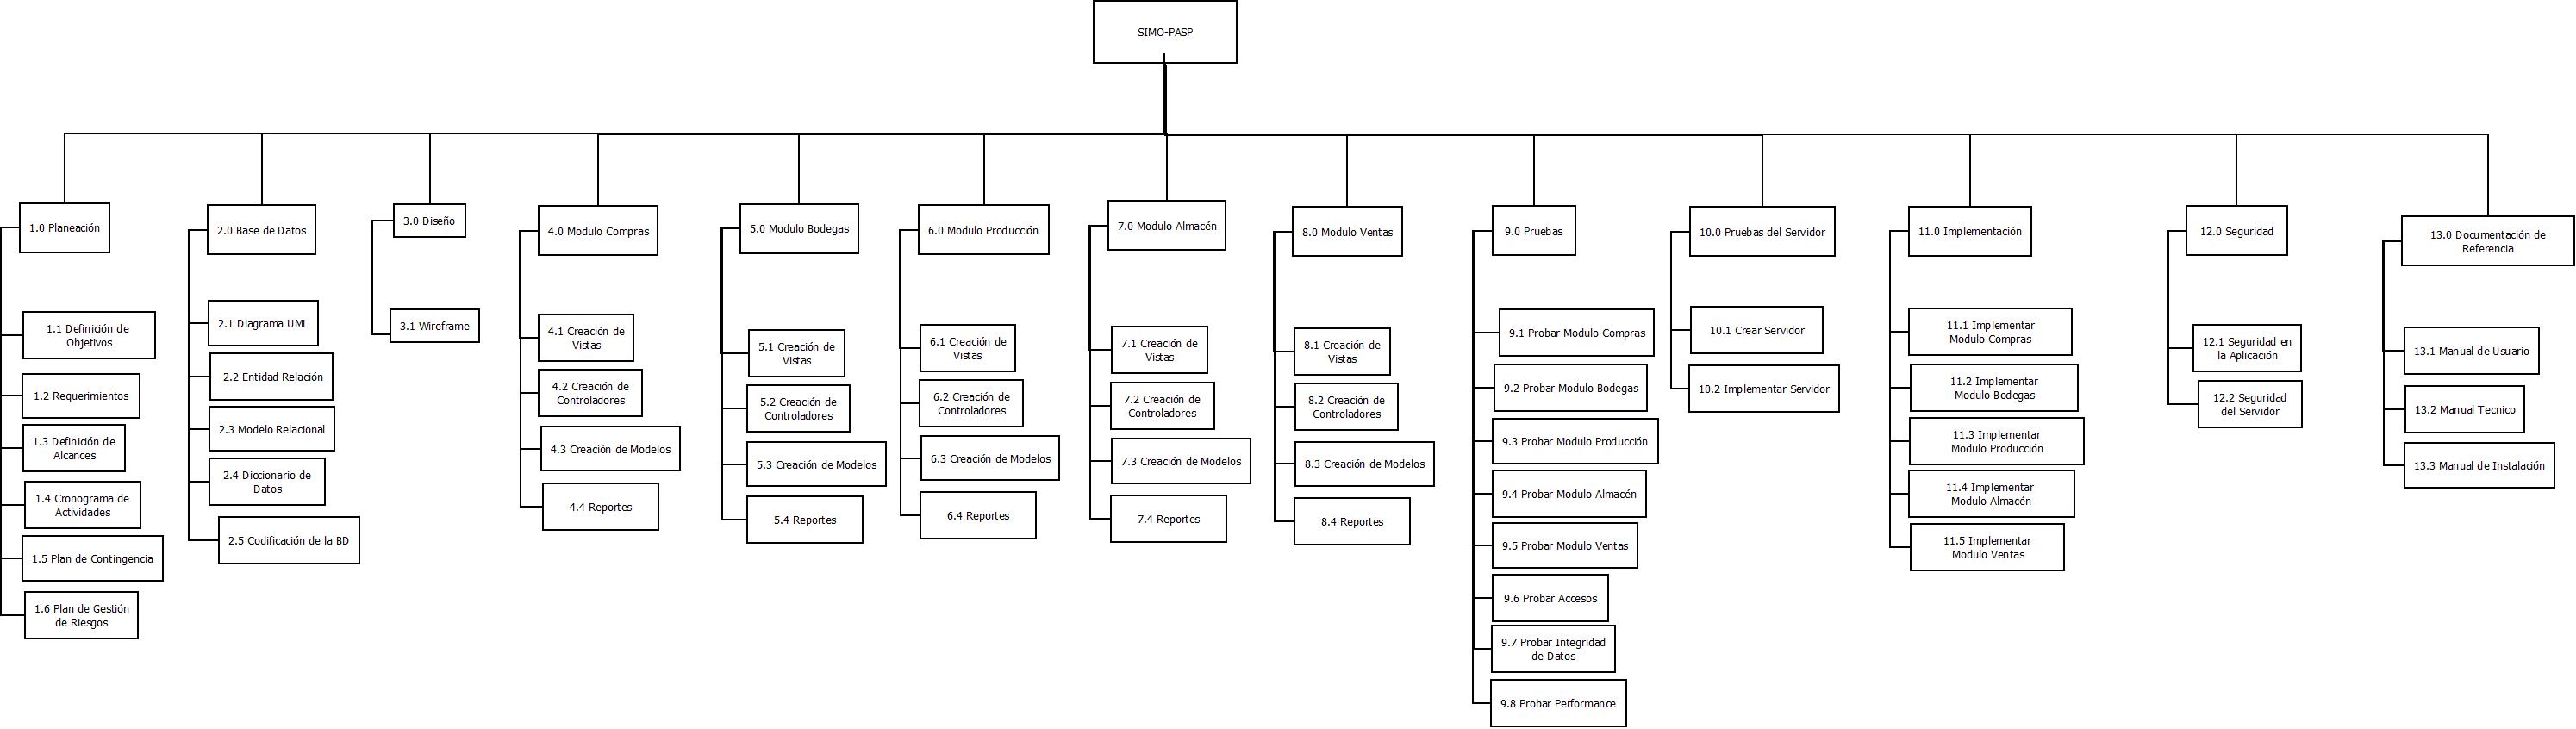 SIMO-PASP
1.0 Planeación
1.1 Definición de
Objetivos
1.2 Requerimientos
1.3 Definición de
Alcances
1.4 Cronograma de
Actividades
1.5 Plan de Contingencia
1.6 Plan de Gestión
de Riesgos
2.0 Base de Datos
2.1 Diagrama UML
2.2 Entidad Relación
2.3 Modelo Relacional
2.4 Diccionario de
Datos
2.5 Codificación de la BD
3.0 Diseño
3.1 Wireframe
4.0 Modulo Compras
4.1 Creación de
Vistas
4.2 Creación de
Controladores
4.3 Creación de Modelos
4.4 Reportes
5.0 Modulo Bodegas
5.1 Creación de
Vistas
5.2 Creación de
Controladores
5.3 Creación de Modelos
5.4 Reportes
6.0 Modulo Producción
6.1 Creación de
Vistas
6.2 Creación de
Controladores
6.3 Creación de Modelos
6.4 Reportes
7.0 Modulo Almacén
7.1 Creación de
Vistas
7.2 Creación de
Controladores
7.3 Creación de Modelos
7.4 Reportes
8.0 Modulo Ventas
8.1 Creación de
Vistas
8.2 Creación de
Controladores
8.3 Creación de Modelos
8.4 Reportes
9.0 Pruebas
9.1 Probar Modulo Compras
9.2 Probar Modulo Bodegas
9.3 Probar Modulo Producción
9.4 Probar Modulo Almacén
9.5 Probar Modulo Ventas
9.6 Probar Accesos
9.7 Probar Integridad
de Datos
9.8 Probar Performance
10.0 Pruebas del Servidor
10.1 Crear Servidor
10.2 Implementar Servidor
11.0 Implementación
11.1 Implementar
Modulo Compras
11.2 Implementar
Modulo Bodegas
11.3 Implementar
Modulo Producción
11.4 Implementar
Modulo Almacén
11.5 Implementar
Modulo Ventas
12.0 Seguridad
12.1 Seguridad en
la Aplicación
12.2 Seguridad
del Servidor
13.0 Documentación de
Referencia
13.1 Manual de Usuario
13.2 Manual Tecnico
13.3 Manual de Instalación